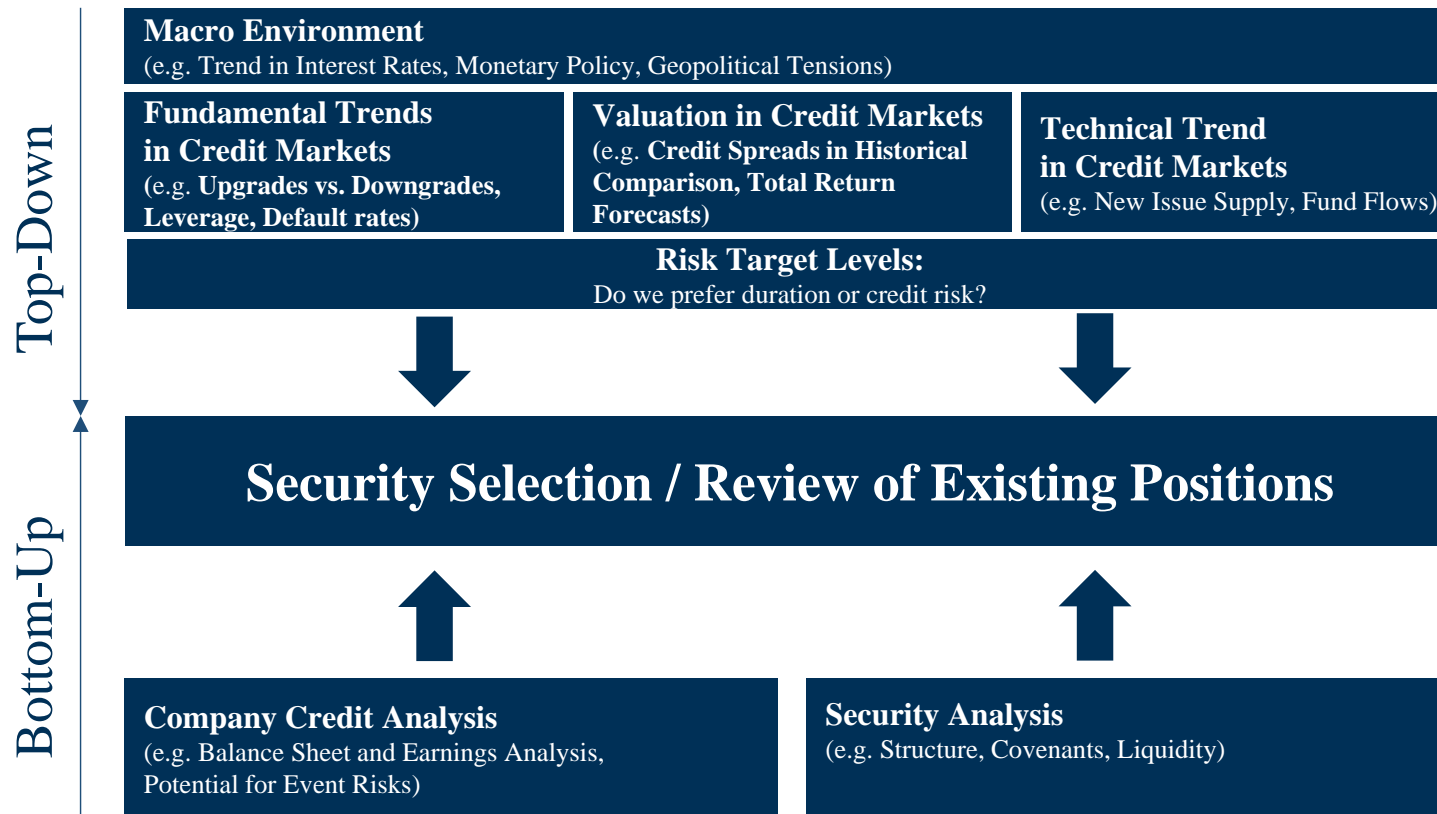 Top-Down
Macro Environment
(e.g. Trend in Interest Rates, Monetary Policy, Geopolitical Tensions)
Fundamental Trends
in Credit Markets
(e.g. Upgrades vs. Downgrades,
Leverage, Default rates)
Valuation in Credit Markets
(e.g. Credit Spreads in Historical
Comparison, Total Return
Forecasts)
Technical Trend
in Credit Markets
(e.g. New Issue Supply, Fund Flows)
Risk Target Levels:
Do we prefer duration or credit risk?
Security Selection / Review of Existing Positions
Bottom-Up
Company Credit Analysis
(e.g. Balance Sheet and Earnings Analysis,
Potential for Event Risks)
Security Analysis
(e.g. Structure, Covenants, Liquidity)